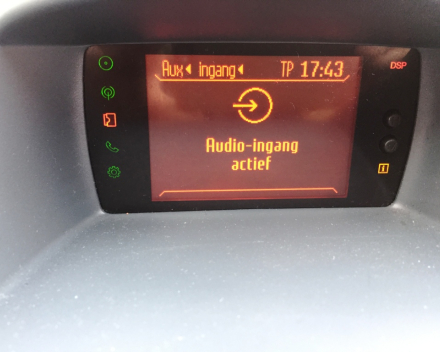 Aux ingang TP 17:43 DSP
Audio-ingang
actief